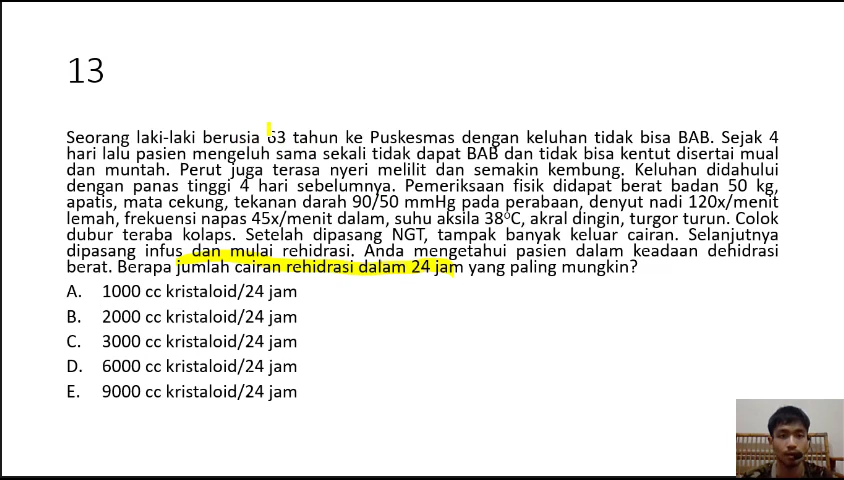 13
Seorang laki-laki berusia 63 tahun ke Puskesmas dengan keluhan tidak bisa BAB. Sejak 4
hari lalu pasien mengeluh sama sekali tidak dapat BAB dan tidak bisa kentut disertai mual
dan muntah. Perut juga terasa nyeri melilit dan semakin kembung. Keluhan didahului
dengan panas tinggi 4 hari sebelumnya. Pemeriksaan fisik didapat berat badan 50 kg,
apatis, mata cekung, tekanan darah 90/50 mmHg pada perabaan, denyut nadi 120x/menit
lemah, frekuensi napas 45x/menit dalam, suhu aksila 38⁰C, akral dingin, turgor turun. Colok
dubur teraba kolaps. Setelah dipasang NGT, tampak banyak keluar cairan. Selanjutnya
dipasang infus dan mulai rehidrasi. Anda mengetahui pasien dalam keadaan dehidrasi
berat. Berapa jumlah cairan rehidrasi dalam 24 jam yang paling mungkin?
A. 1000 cc kristaloid/24 jam
B. 2000 cc kristaloid/24 jam
C. 3000 cc kristaloid/24 jam
D. 6000 cc kristaloid/24 jam
E. 9000 cc kristaloid/24 jam